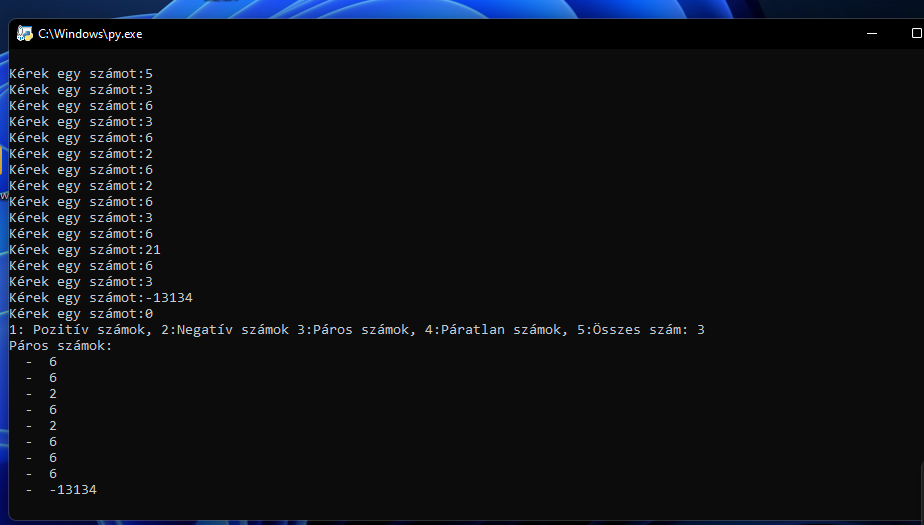 C:\Windows\py.exe
Kérek egy számot:5
Kérek egy számot:3
Kérek egy számot:6
Kérek egy számot:3
Kérek egy számot:6
Kérek egy számot:2
Kérek egy számot:6
Kérek egy számot:2
Kérek egy számot:6
Kérek egy számot:3
Kérek egy számot:6
Kérek egy számot:21
Kérek egy számot:6
Kérek egy számot:3
Kérek egy számot:-13134
Kérek egy számot:0
1: Pozitív számok, 2:Negatív számok 3:Páros számok, 4:Páratlan számok, 5:Összes szám: 3
Páros számok:
- 6
- 6
- 2
- 6
- 2
- 6
- 6
- 6
- -13134